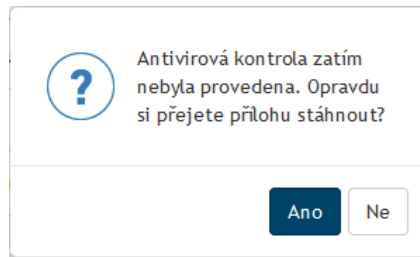 ?
Antivirová kontrola zatím
nebyla provedena. Opravdu
si přejete přílohu stáhnout?
Ano
Ne